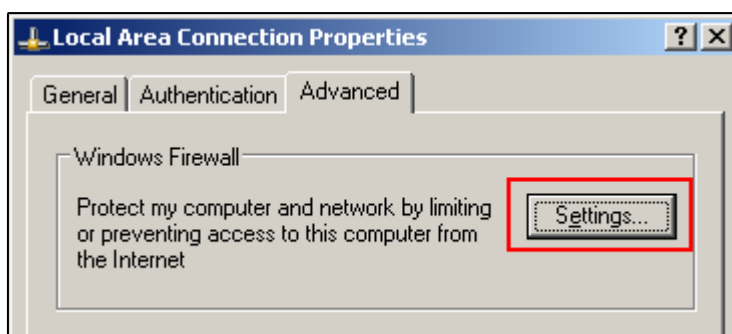 Local Area Connection Properties
General Authentication Advanced
Windows Firewall
Protect my computer and network by limiting
or preventing access to this computer from
the Internet
Settings...